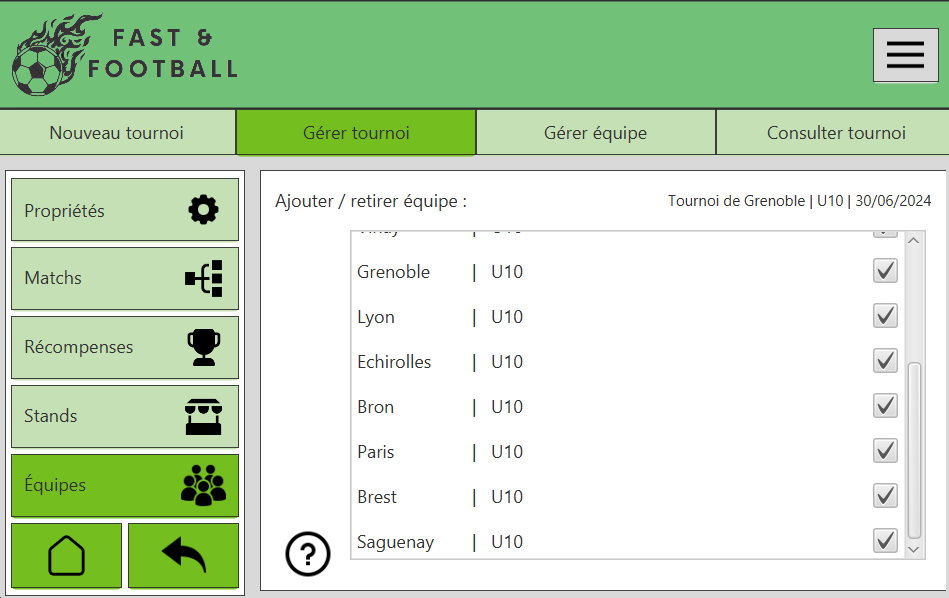 FAST &
FOOTBALL
Nouveau tournoi
Gérer tournoi
Gérer équipe
Consulter tournoi
Propriétés
Matchs
Récompenses
Stands
Équipes
Ajouter / retirer équipe :
Tournoi de Grenoble | U10 | 30/06/2024
Grenoble | U10
Lyon | U10
Echirolles | U10
Bron | U10
Paris | U10
Brest | U10
Saguenay | U10
?